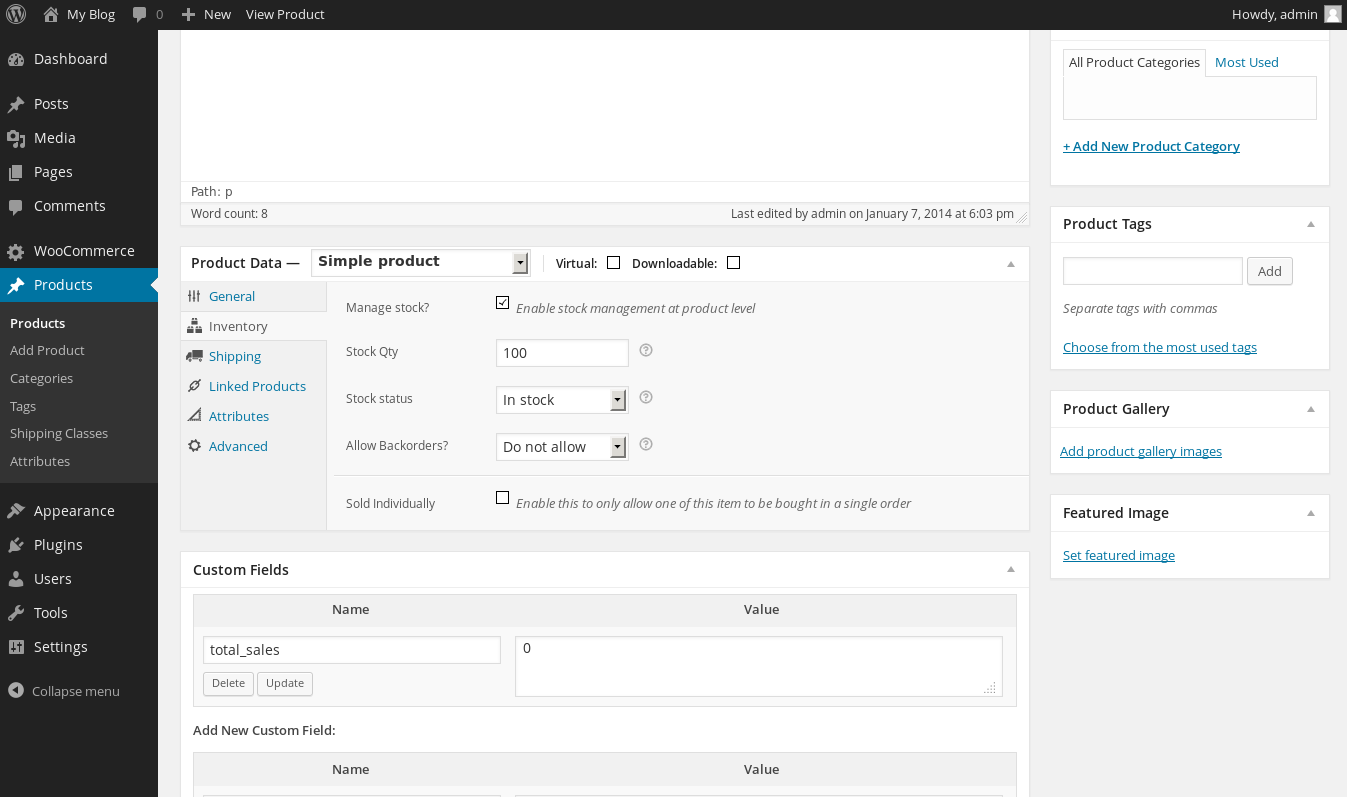 My Blog 0 New View Product Howdy, admin
Dashboard
Posts
Media
Pages
Comments
WooCommerce
Products
Products
Add Product
Categories
Tags
Shipping Classes
Attributes
Appearance
Plugins
Users
Tools
Settings
Collapse menu
Path: p
Word count: 8 Last edited by admin on January 7, 2014 at 6:03 pm
Product Data — Simple product Virtual: Downloadable:
General
Inventory
Shipping
Linked Products
Attributes
Advanced
Manage stock? Enable stock management at product level
Stock Qty 100
Stock status In stock
Allow Backorders? Do not allow
Sold Individually Enable this to only allow one of this item to be bought in a single order
Custom Fields
Name Value
total_sales 0
Delete Update
Add New Custom Field:
Name Value
All Product Categories Most Used
+ Add New Product Category
Product Tags
Add
Separate tags with commas
Choose from the most used tags
Product Gallery
Add product gallery images
Featured Image
Set featured image